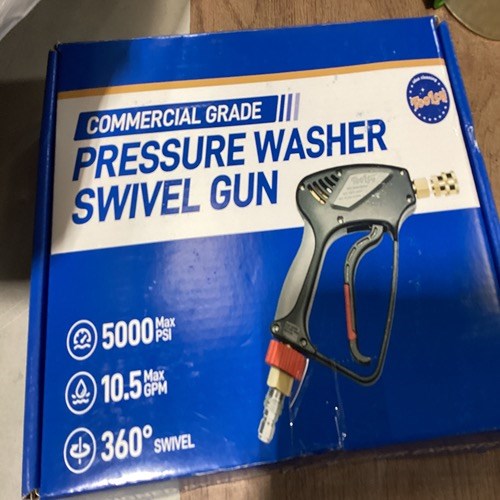 COMMERCIAL GRADE
PRESSURE WASHER
SWIVEL GUN
5000 Max PSI
10.5 Max GPM
360° SWIVEL